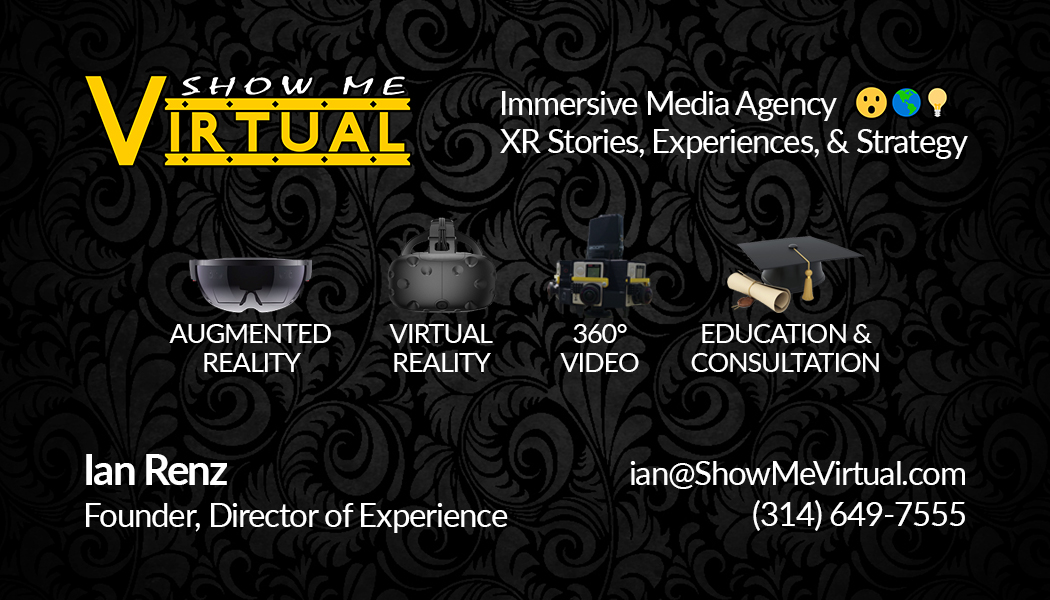 SHOW ME
VIRTUAL
Immersive Media Agency 😮🌎💡
XR Stories, Experiences, & Strategy
AUGMENTED
REALITY
VIRTUAL
REALITY
360°
VIDEO
EDUCATION &
CONSULTATION
Ian Renz
Founder, Director of Experience
ian@ShowMeVirtual.com
(314) 649-7555